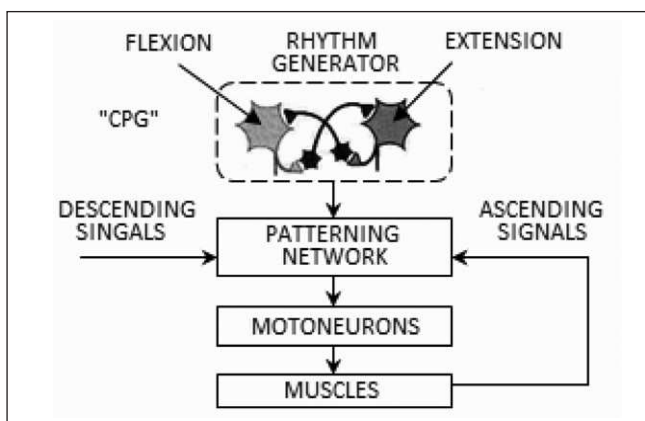 FLEXION
RHYTHM
GENERATOR
EXTENSION
"CPG"
DESCENDING
SINGALS
PATTERNING
NETWORK
ASCENDING
SIGNALS
MOTONEURONS
MUSCLES